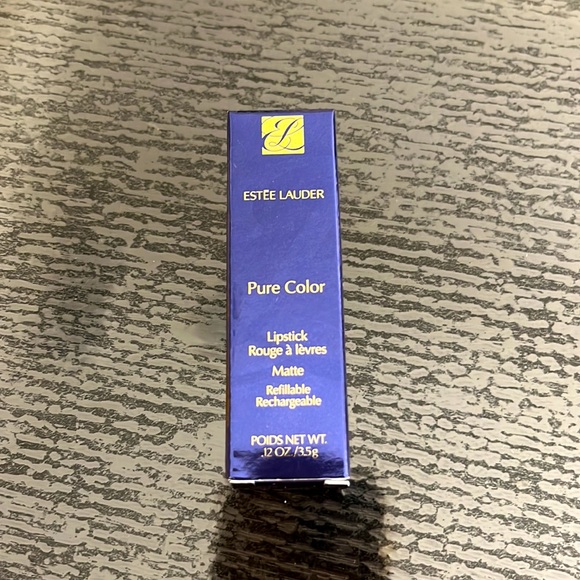 ESTĒE LAUDER
Pure Color
Lipstick
Rouge à lèvres
Matte
Refillable
Rechargeable
POIDS NET WT.
.12 OZ./3.5g